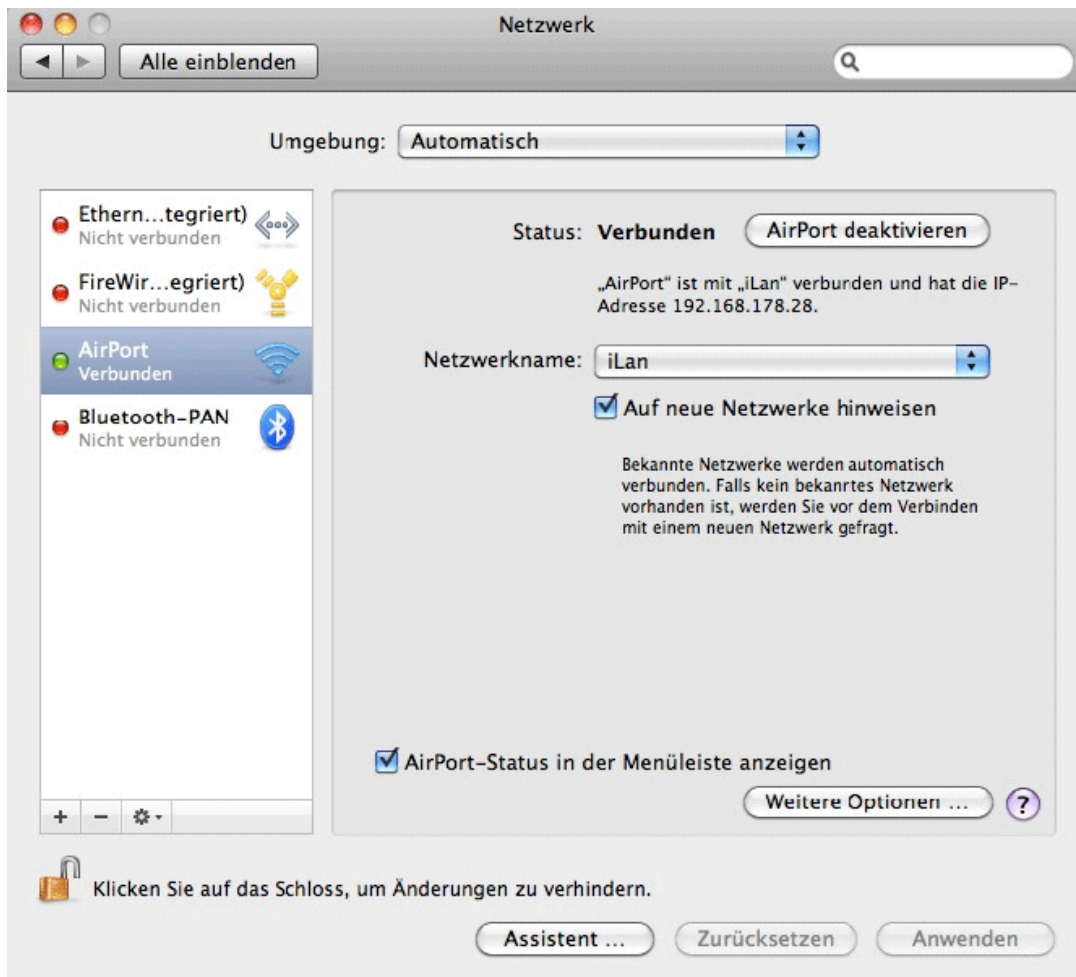 Netzwerk
Alle einblenden
Umgebung: Automatisch
Ethern...tegriert)
Nicht verbunden
FireWir...egriert)
Nicht verbunden
AirPort
Verbunden
Bluetooth-PAN
Nicht verbunden
Status: Verbunden AirPort deaktivieren
„AirPort“ ist mit „iLan“ verbunden und hat die IP-
Adresse 192.168.178.28.
Netzwerkname: iLan
Auf neue Netzwerke hinweisen
Bekannte Netzwerke werden automatisch
verbunden. Falls kein bekanrtes Netzwerk
vorhanden ist, werden Sie vor dem Verbinden
mit einem neuen Netzwerk gefragt.
AirPort-Status in der Menüleiste anzeigen
Weitere Optionen ... ?
Klicken Sie auf das Schloss, um Änderungen zu verhindern.
Assistent ... Zurücksetzen Anwenden